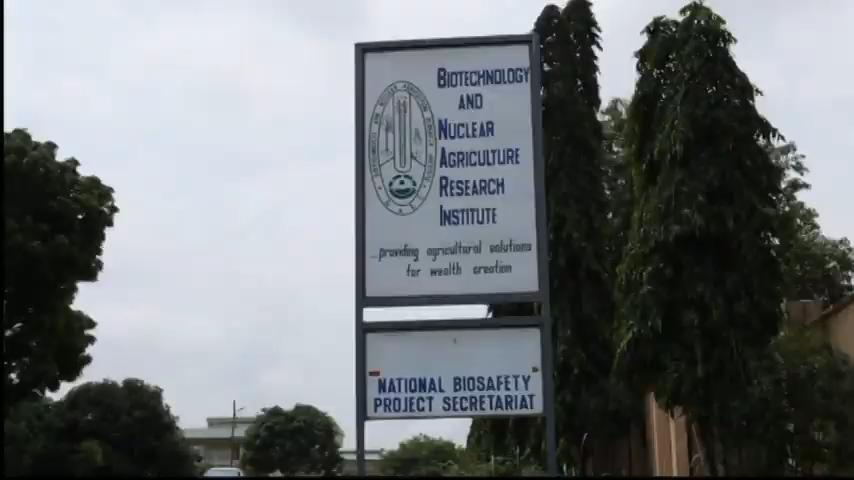 BIOTECHNOLOGY
AND
NUCLEAR
AGRICULTURE
RESEARCH
INSTITUTE
...providing agricultural solutions
for wealth creation
NATIONAL BIOSAFETY
PROJECT SECRETARIAT